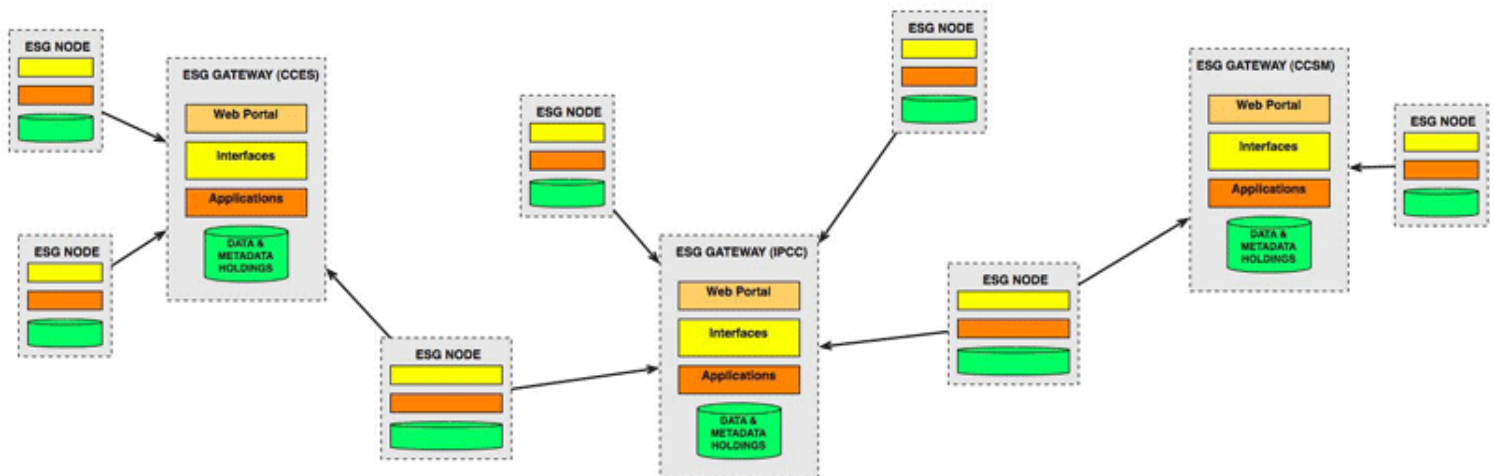 ESG NODE
ESG GATEWAY (CCES)
Web Portal
Interfaces
Applications
DATA &
METADATA
HOLDINGS
ESG NODE
ESG NODE
ESG NODE
ESG NODE
ESG GATEWAY (IPCC)
Web Portal
Interfaces
Applications
DATA &
METADATA
HOLDINGS
ESG NODE
ESG GATEWAY (CCSM)
Web Portal
Interfaces
Applications
DATA &
METADATA
HOLDINGS
ESG NODE